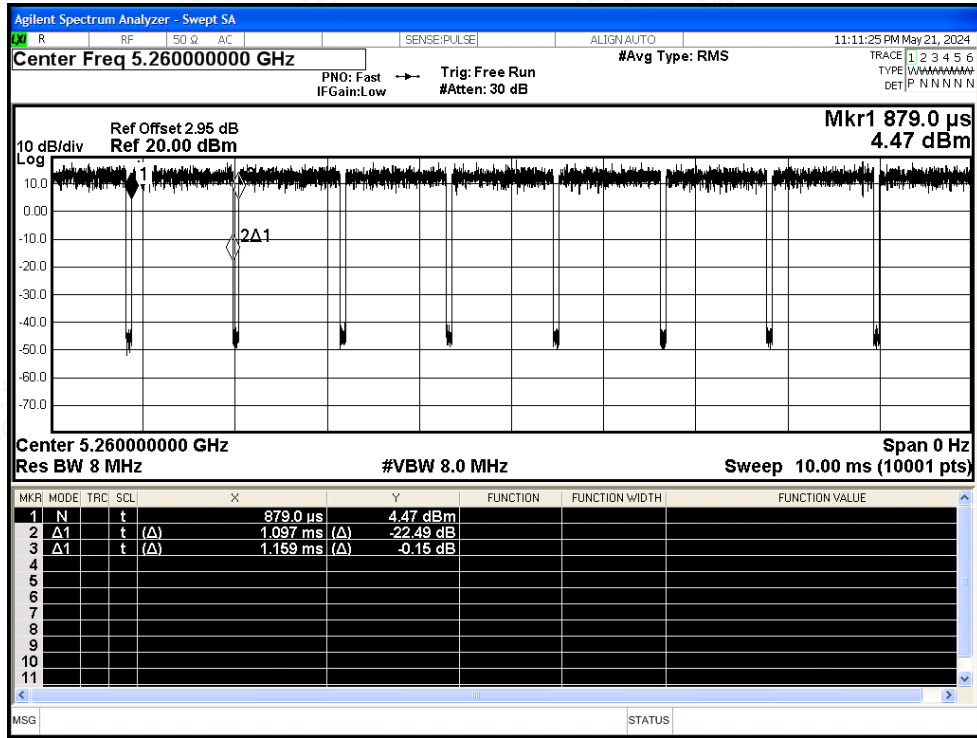 Agilent Spectrum Analyzer - Swept SA
LXI R RF 50 Ω AC SENSE:PULSE ALIGN AUTO 11:11:25 PM May 21, 2024
Center Freq 5.260000000 GHz #Avg Type: RMS TRACE 1 2 3 4 5 6
PNO: Fast Trig: Free Run TYPE WWWWWW
IFGain:Low #Atten: 30 dB DET P N N N N N
Mkr1 879.0 µs
Ref Offset 2.95 dB
10 dB/div Ref 20.00 dBm 4.47 dBm
Log
1
10.0
0.00
-10.0 2Δ1
-20.0
-30.0
-40.0
-50.0
-60.0
-70.0
Center 5.260000000 GHz Span 0 Hz
Res BW 8 MHz #VBW 8.0 MHz Sweep 10.00 ms (10001 pts)
MKR MODE TRC SCL X Y FUNCTION FUNCTION WIDTH FUNCTION VALUE
1 N t 879.0 µs 4.47 dBm
2 Δ1 t (Δ) 1.097 ms (Δ) -22.49 dB
3 Δ1 t (Δ) 1.159 ms (Δ) -0.15 dB
4
5
6
7
8
9
10
11
MSG STATUS